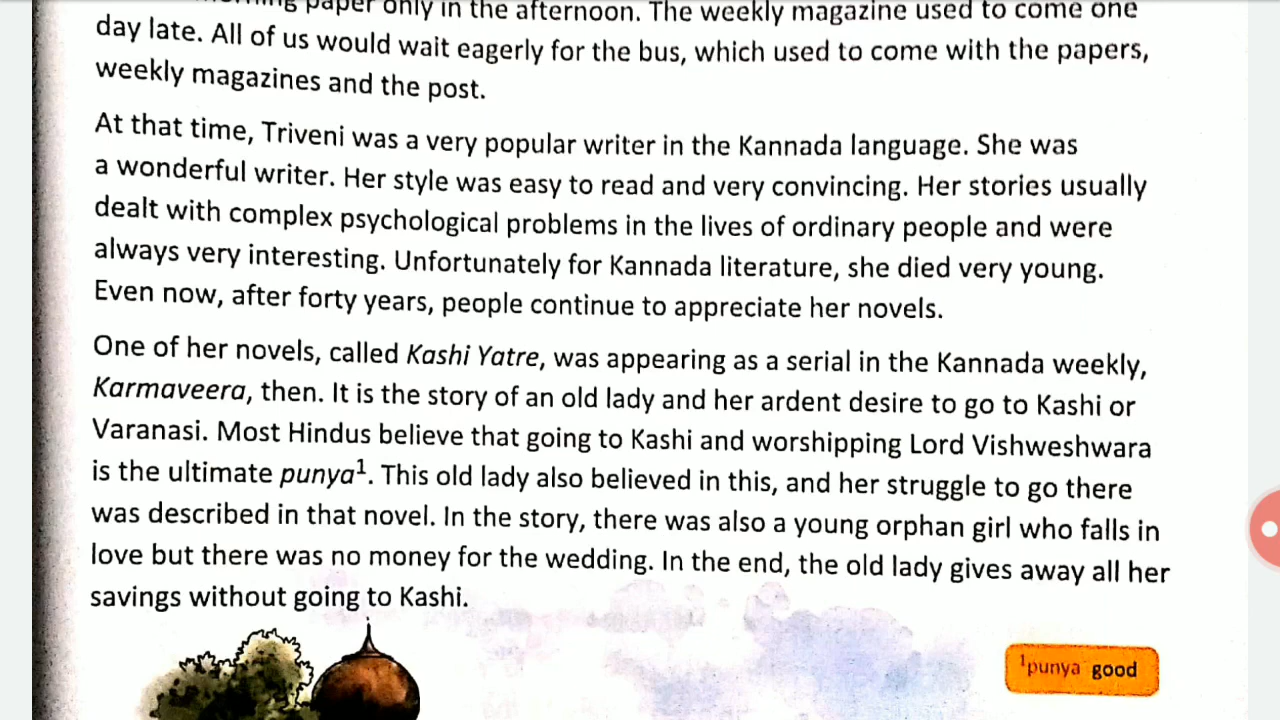 paper only in the afternoon. The weekly magazine used to come one
day late. All of us would wait eagerly for the bus, which used to come with the papers,
weekly magazines and the post.
At that time, Triveni was a very popular writer in the Kannada language. She was
a wonderful writer. Her style was easy to read and very convincing. Her stories usually
dealt with complex psychological problems in the lives of ordinary people and were
always very interesting. Unfortunately for Kannada literature, she died very young.
Even now, after forty years, people continue to appreciate her novels.
One of her novels, called Kashi Yatre, was appearing as a serial in the Kannada weekly,
Karmaveera, then. It is the story of an old lady and her ardent desire to go to Kashi or
Varanasi. Most Hindus believe that going to Kashi and worshipping Lord Vishweshwara
is the ultimate punya¹. This old lady also believed in this, and her struggle to go there
was described in that novel. In the story, there was also a young orphan girl who falls in
love but there was no money for the wedding. In the end, the old lady gives away all her
savings without going to Kashi.
¹punya good